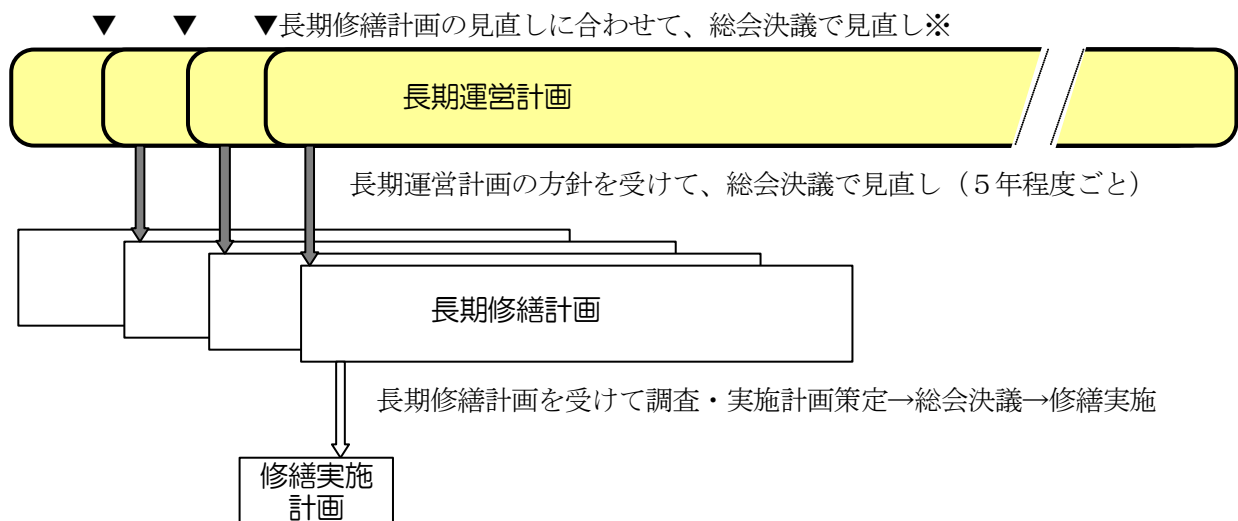 ▼ ▼ ▼長期修繕計画の見直しに合わせて、総会決議で見直し※
長期運営計画
長期運営計画の方針を受けて、総会決議で見直し（５年程度ごと）
長期修繕計画
長期修繕計画を受けて調査・実施計画策定→総会決議→修繕実施
修繕実施
計画